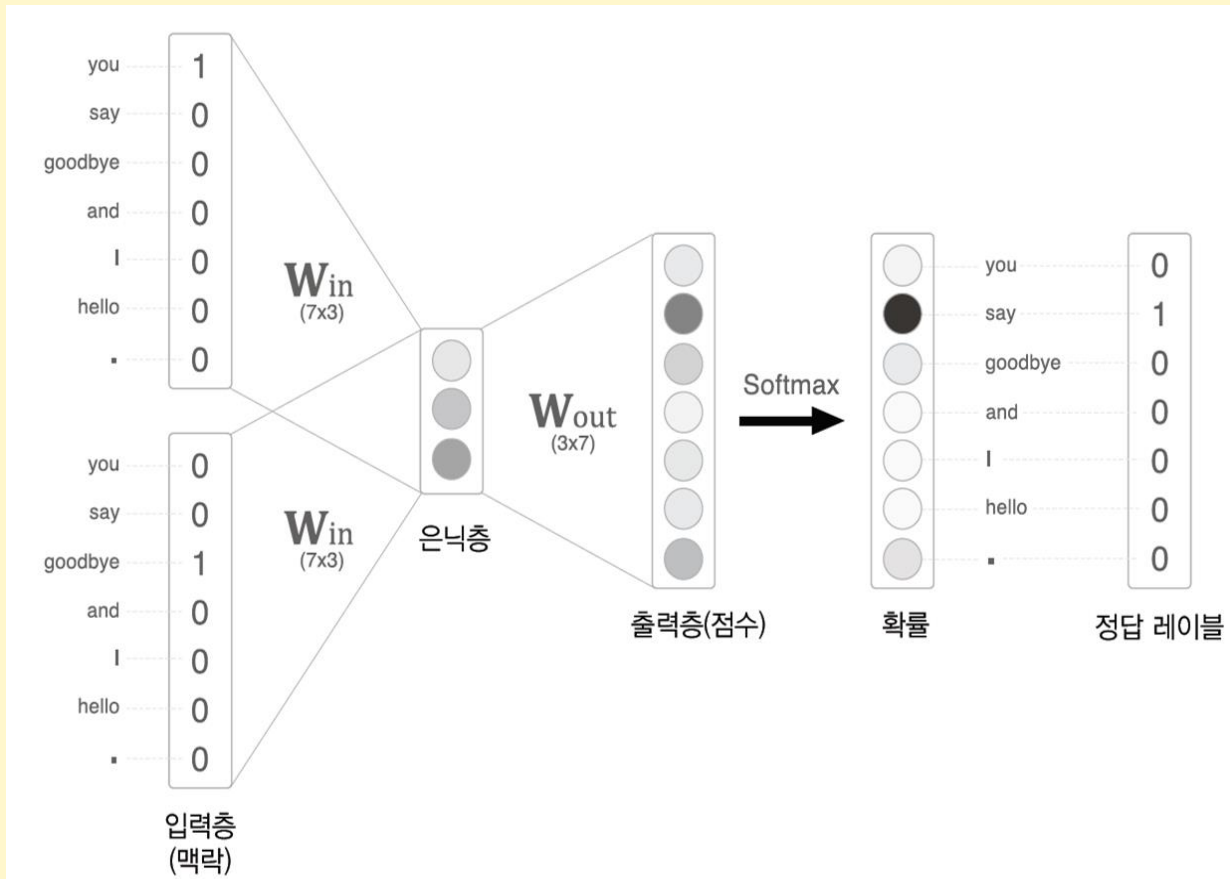 you 1
say 0
goodbye 0
and 0
I 0
hello 0
. 0
Win
(7x3)
you 0
say 0
goodbye 1
and 0
I 0
hello 0
. 0
Win
(7x3)
입력층
(맥락)
은닉층
Wout
(3x7)
출력층(점수)
Softmax
확률
you 0
say 1
goodbye 0
and 0
I 0
hello 0
. 0
정답 레이블